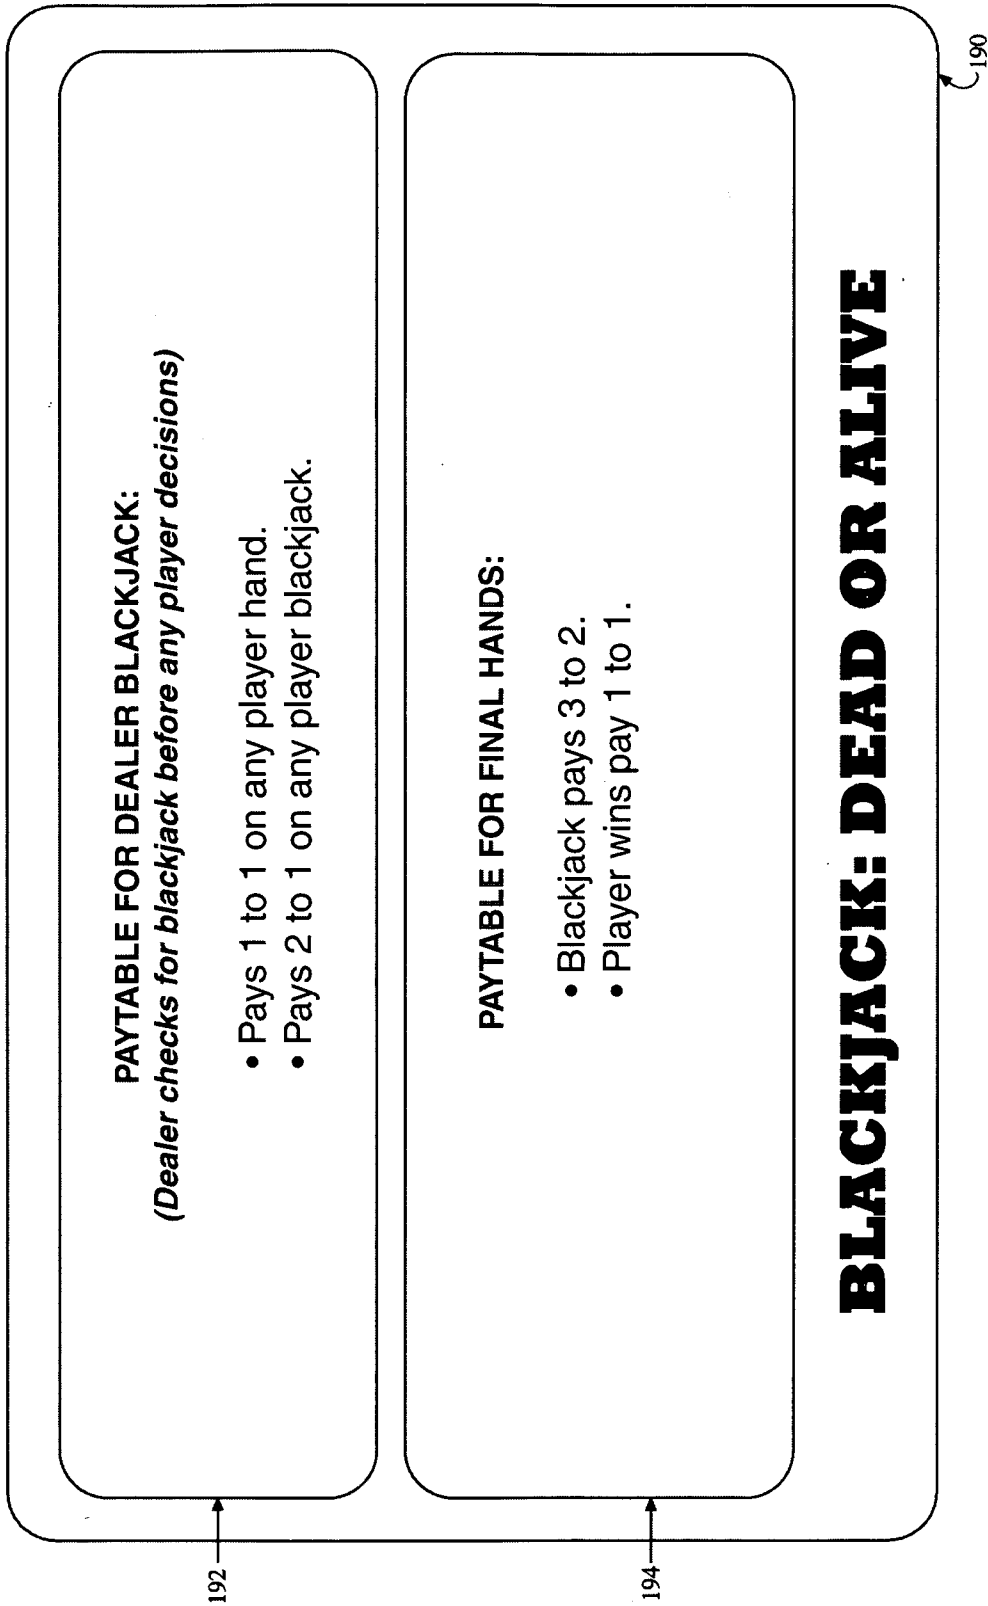 PAYTABLE FOR DEALER BLACKJACK:
(Dealer checks for blackjack before any player decisions)
• Pays 1 to 1 on any player hand.
• Pays 2 to 1 on any player blackjack.
192
PAYTABLE FOR FINAL HANDS:
• Blackjack pays 3 to 2.
• Player wins pay 1 to 1.
194
BLACKJACK: DEAD OR ALIVE
190